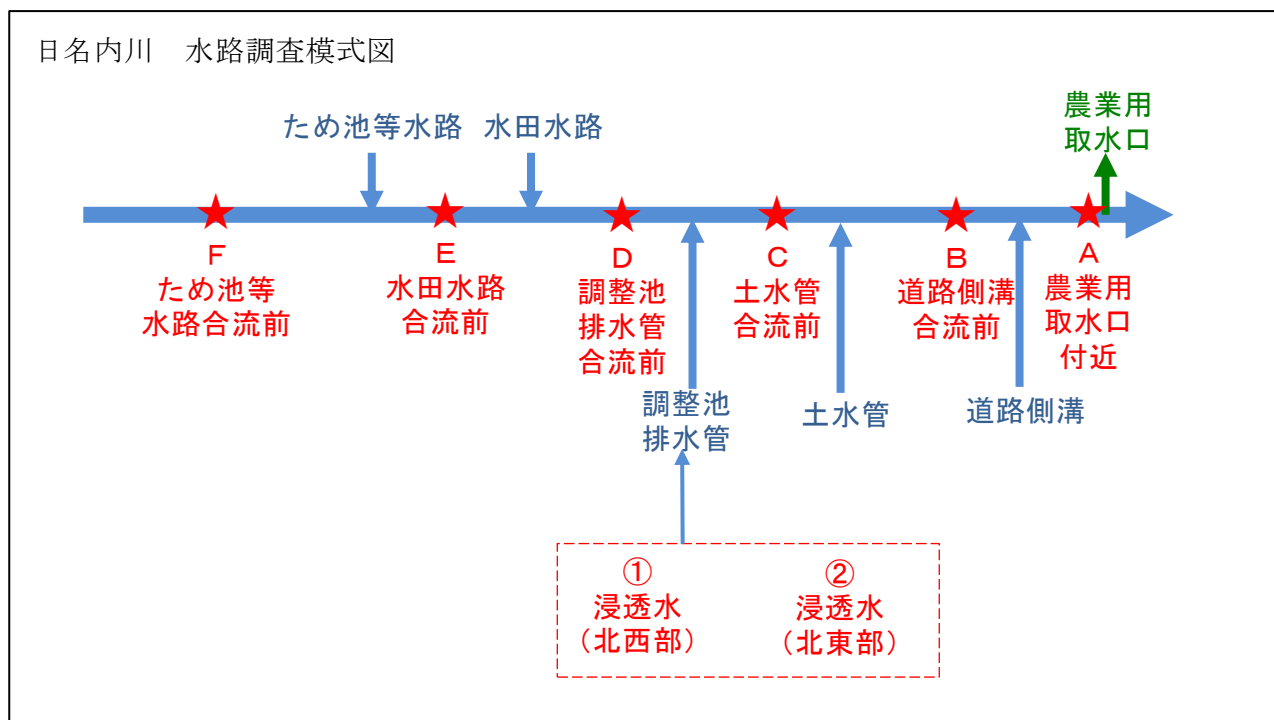 日名内川　水路調査模式図
ため池等水路
水田水路
農業用
取水口
F
ため池等
水路合流前
E
水田水路
合流前
D
調整池
排水管
合流前
C
土水管
合流前
B
道路側溝
合流前
A
農業用
取水口
付近
調整池
排水管
土水管
道路側溝
①
浸透水
（北西部）
②
浸透水
（北東部）